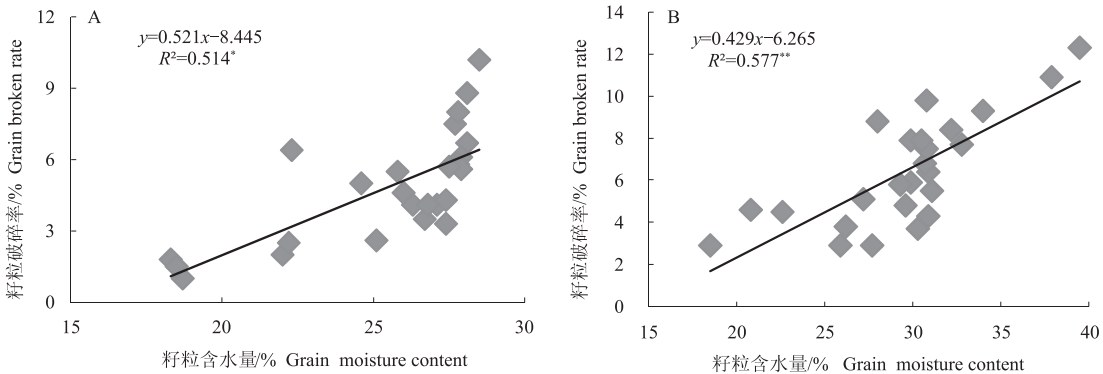 A
y=0.521x−8.445
R²=0.514*
籽粒破碎率/% Grain broken rate
12
9
6
3
0
15
20
25
30
籽粒含水量/% Grain moisture content
B
y=0.429x−6.265
R²=0.577**
籽粒破碎率/% Grain broken rate
14
12
10
8
6
4
2
0
15
20
25
30
35
40
籽粒含水量/% Grain moisture content